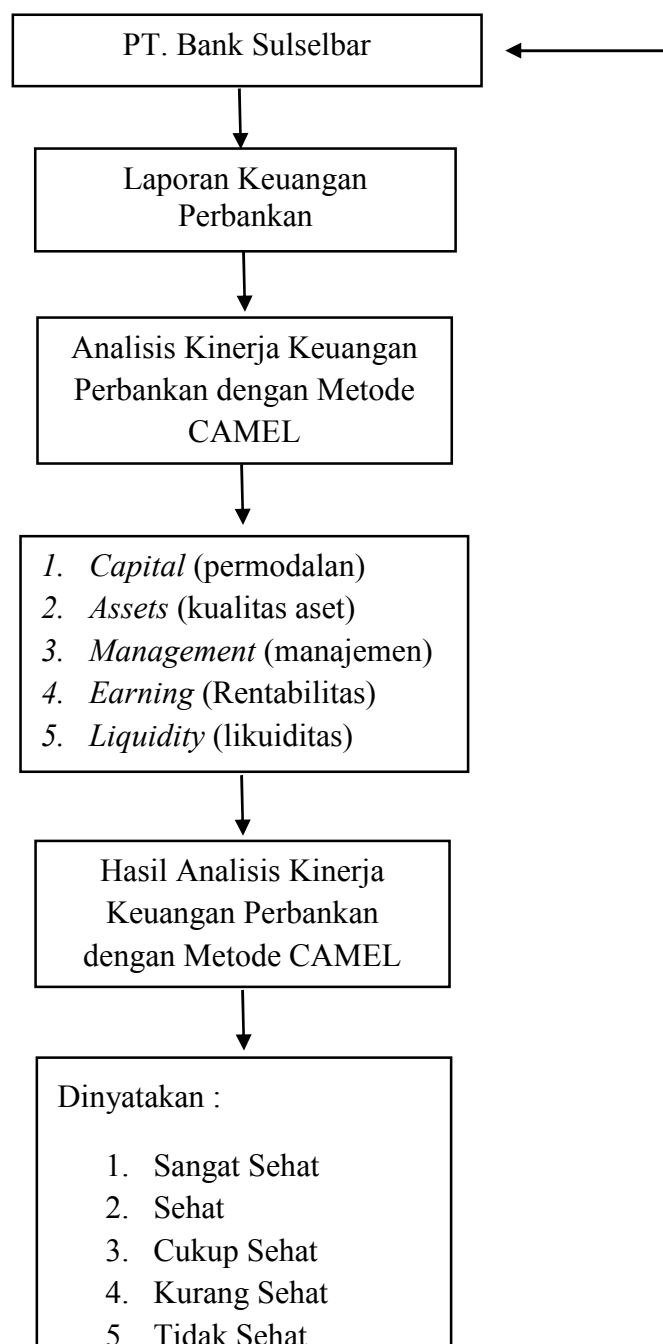 PT. Bank Sulselbar
Laporan Keuangan
Perbankan
Analisis Kinerja Keuangan
Perbankan dengan Metode
CAMEL
1. Capital (permodalan)
2. Assets (kualitas aset)
3. Management (manajemen)
4. Earning (Rentabilitas)
5. Liquidity (likuiditas)
Hasil Analisis Kinerja
Keuangan Perbankan
dengan Metode CAMEL
Dinyatakan :
1. Sangat Sehat
2. Sehat
3. Cukup Sehat
4. Kurang Sehat
5. Tidak Sehat